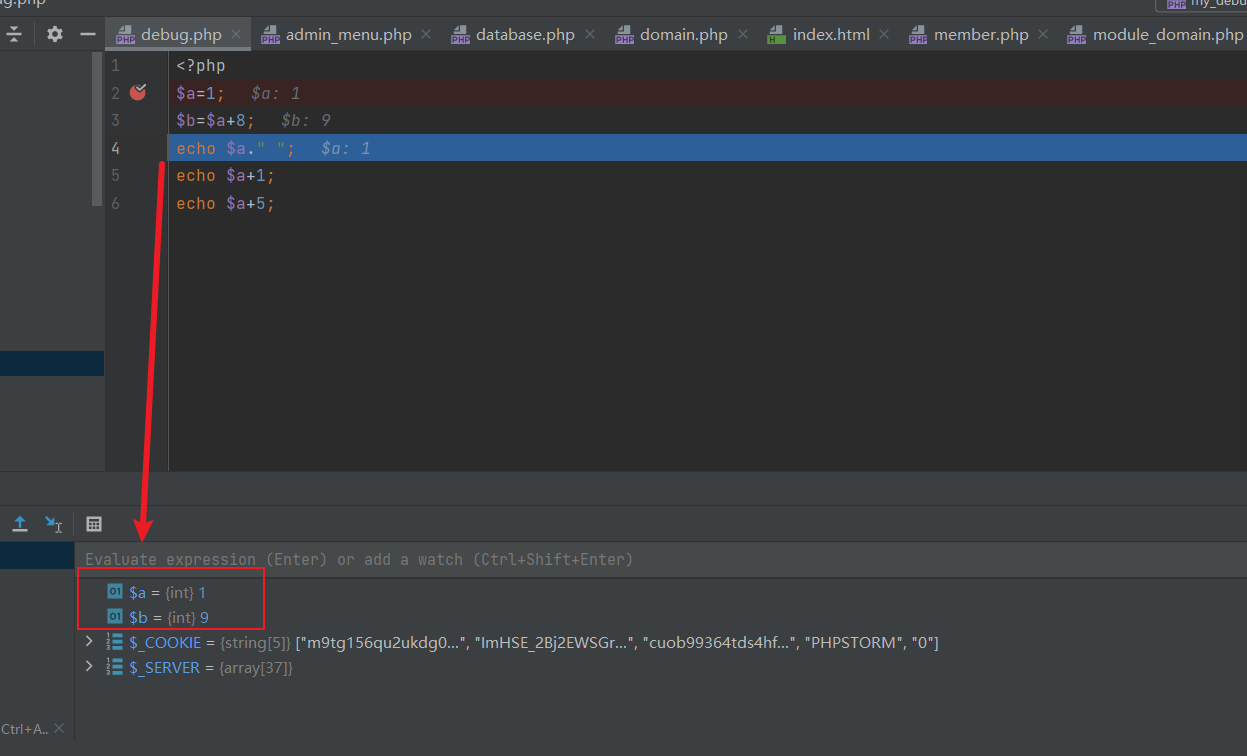 debug.php admin_menu.php database.php domain.php index.html member.php module_domain.php
1 <?php
2 $a=1; $a: 1
3 $b=$a+8; $b: 9
4 echo $a." "; $a: 1
5 echo $a+1;
6 echo $a+5;
Evaluate expression (Enter) or add a watch (Ctrl+Shift+Enter)
01 $a = {int} 1
01 $b = {int} 9
$_COOKIE = {string[5]} ["m9tg156qu2ukdg0...", "ImHSE_2Bj2EWSGr...", "cuob99364tds4hf...", "PHPSTORM", "0"]
$_SERVER = {array[37]}
Ctrl+A..